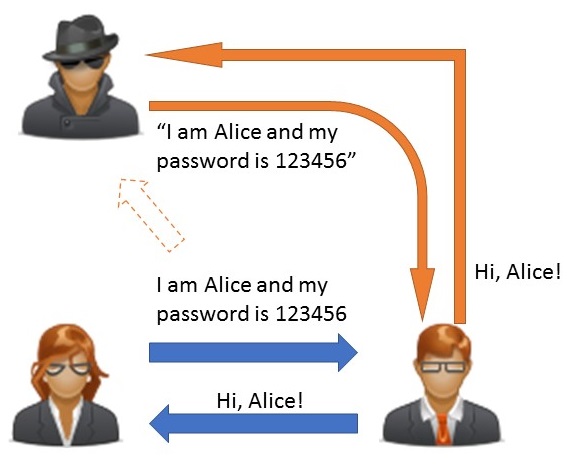 “I am Alice and my
password is 123456”
Hi, Alice!
I am Alice and my
password is 123456
Hi, Alice!